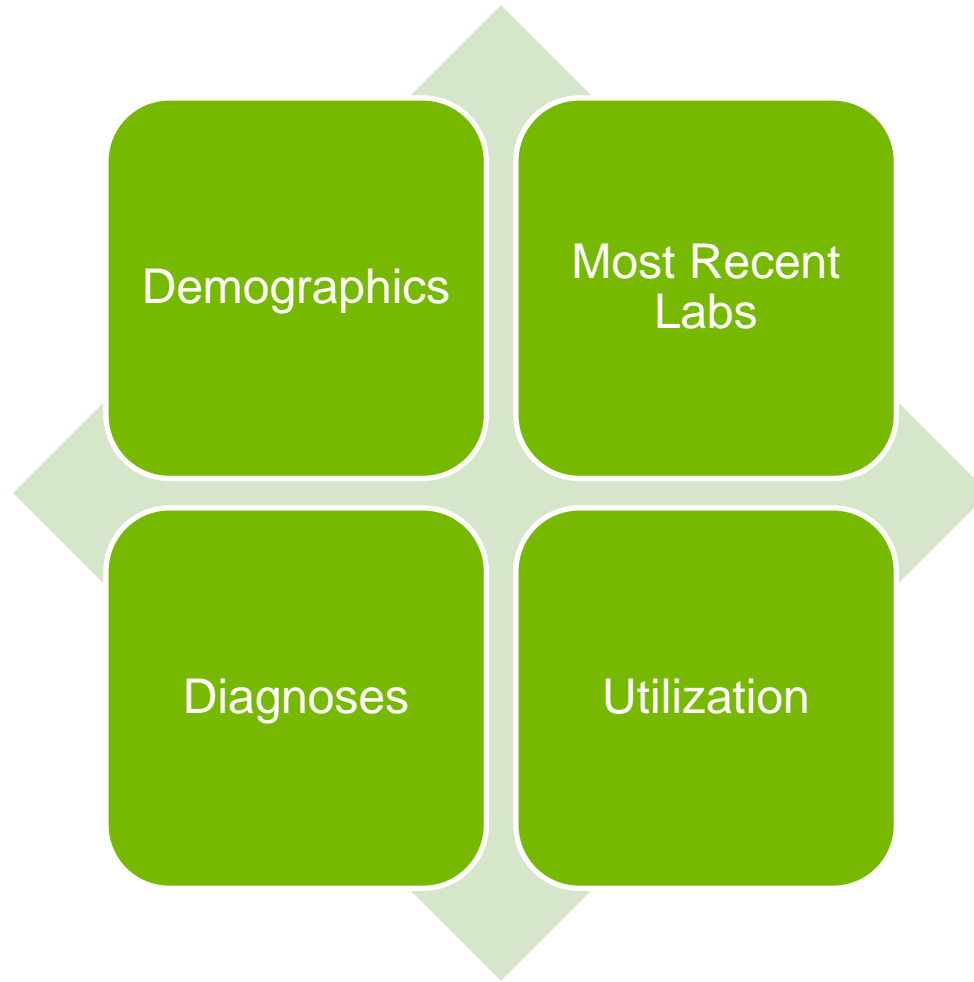 Demographics
Most Recent
Labs
Diagnoses
Utilization